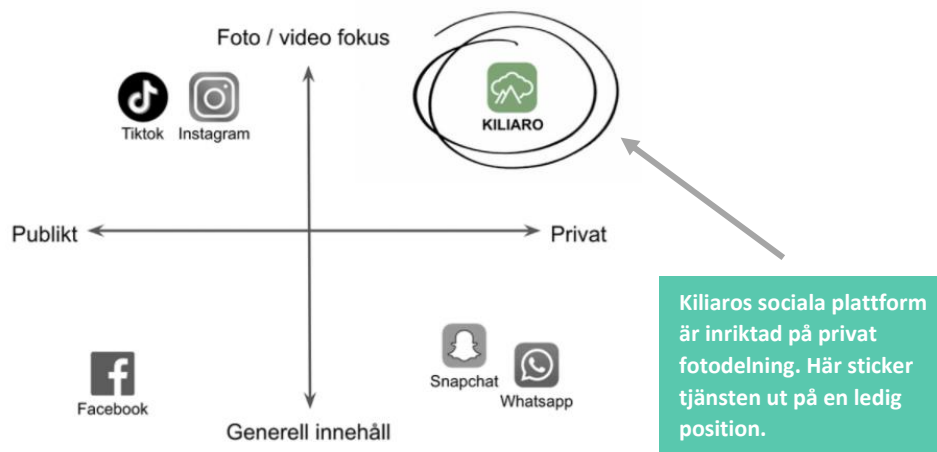 Foto / video fokus
Tiktok
Instagram
KILIARO
Publikt
Privat
Kiliaros sociala plattform
är inriktad på privat
fotodelning. Här sticker
tjänsten ut på en ledig
position.
Facebook
Snapchat
Whatsapp
Generell innehåll